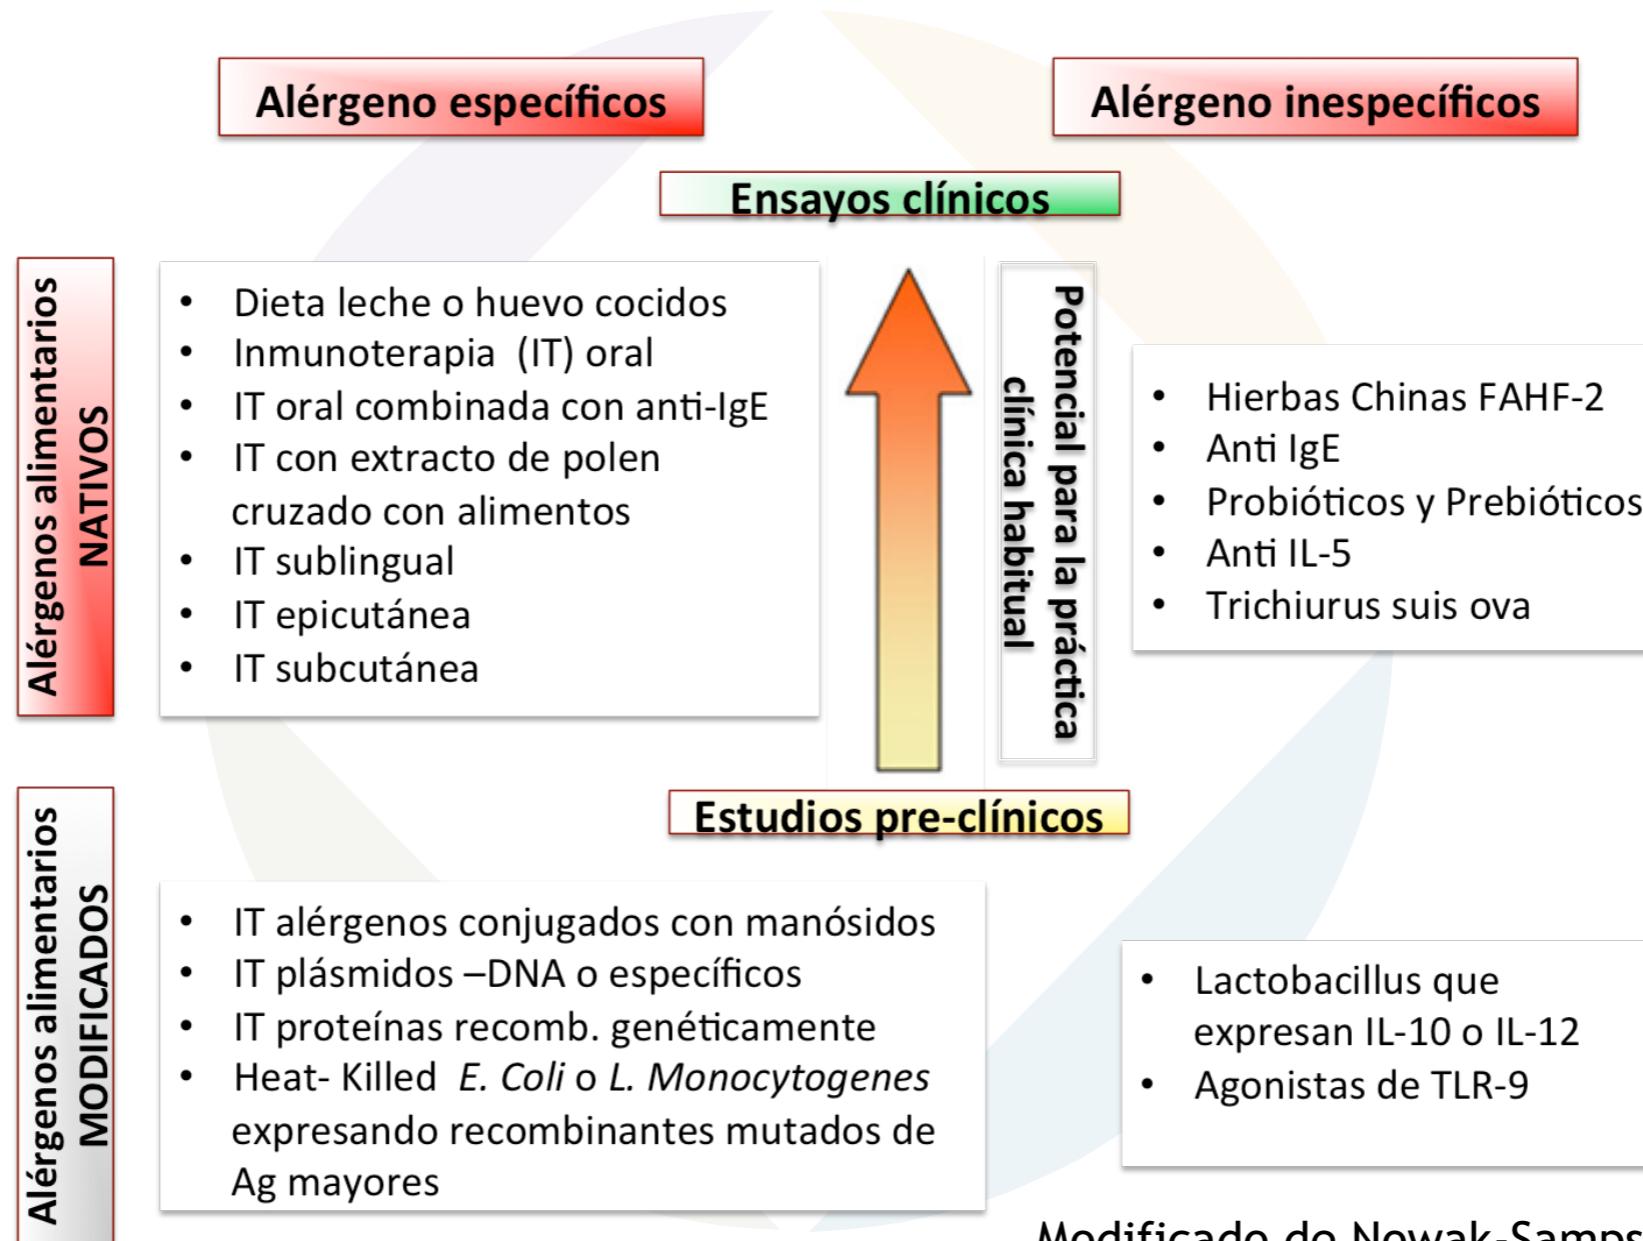 Alérgeno específicos
Alérgeno inespecíficos
Ensayos clínicos
Alérgenos alimentarios
NATIVOS
• Dieta leche o huevo cocidos
• Inmunoterapia (IT) oral
• IT oral combinada con anti-IgE
• IT con extracto de polen
cruzado con alimentos
• IT sublingual
• IT epicutánea
• IT subcutánea
Potencial para la práctica
clínica habitual
• Hierbas Chinas FAHF-2
• Anti IgE
• Probióticos y Prebióticos
• Anti IL-5
• Trichiurus suis ova
Estudios pre-clínicos
Alérgenos alimentarios
MODIFICADOS
• IT alérgenos conjugados con manósidos
• IT plásmidos –DNA o específicos
• IT proteínas recomb. genéticamente
• Heat- Killed E. Coli o L. Monocytogenes
expresando recombinantes mutados de
Ag mayores
• Lactobacillus que
expresan IL-10 o IL-12
• Agonistas de TLR-9
Modificado de Nowak-Samps